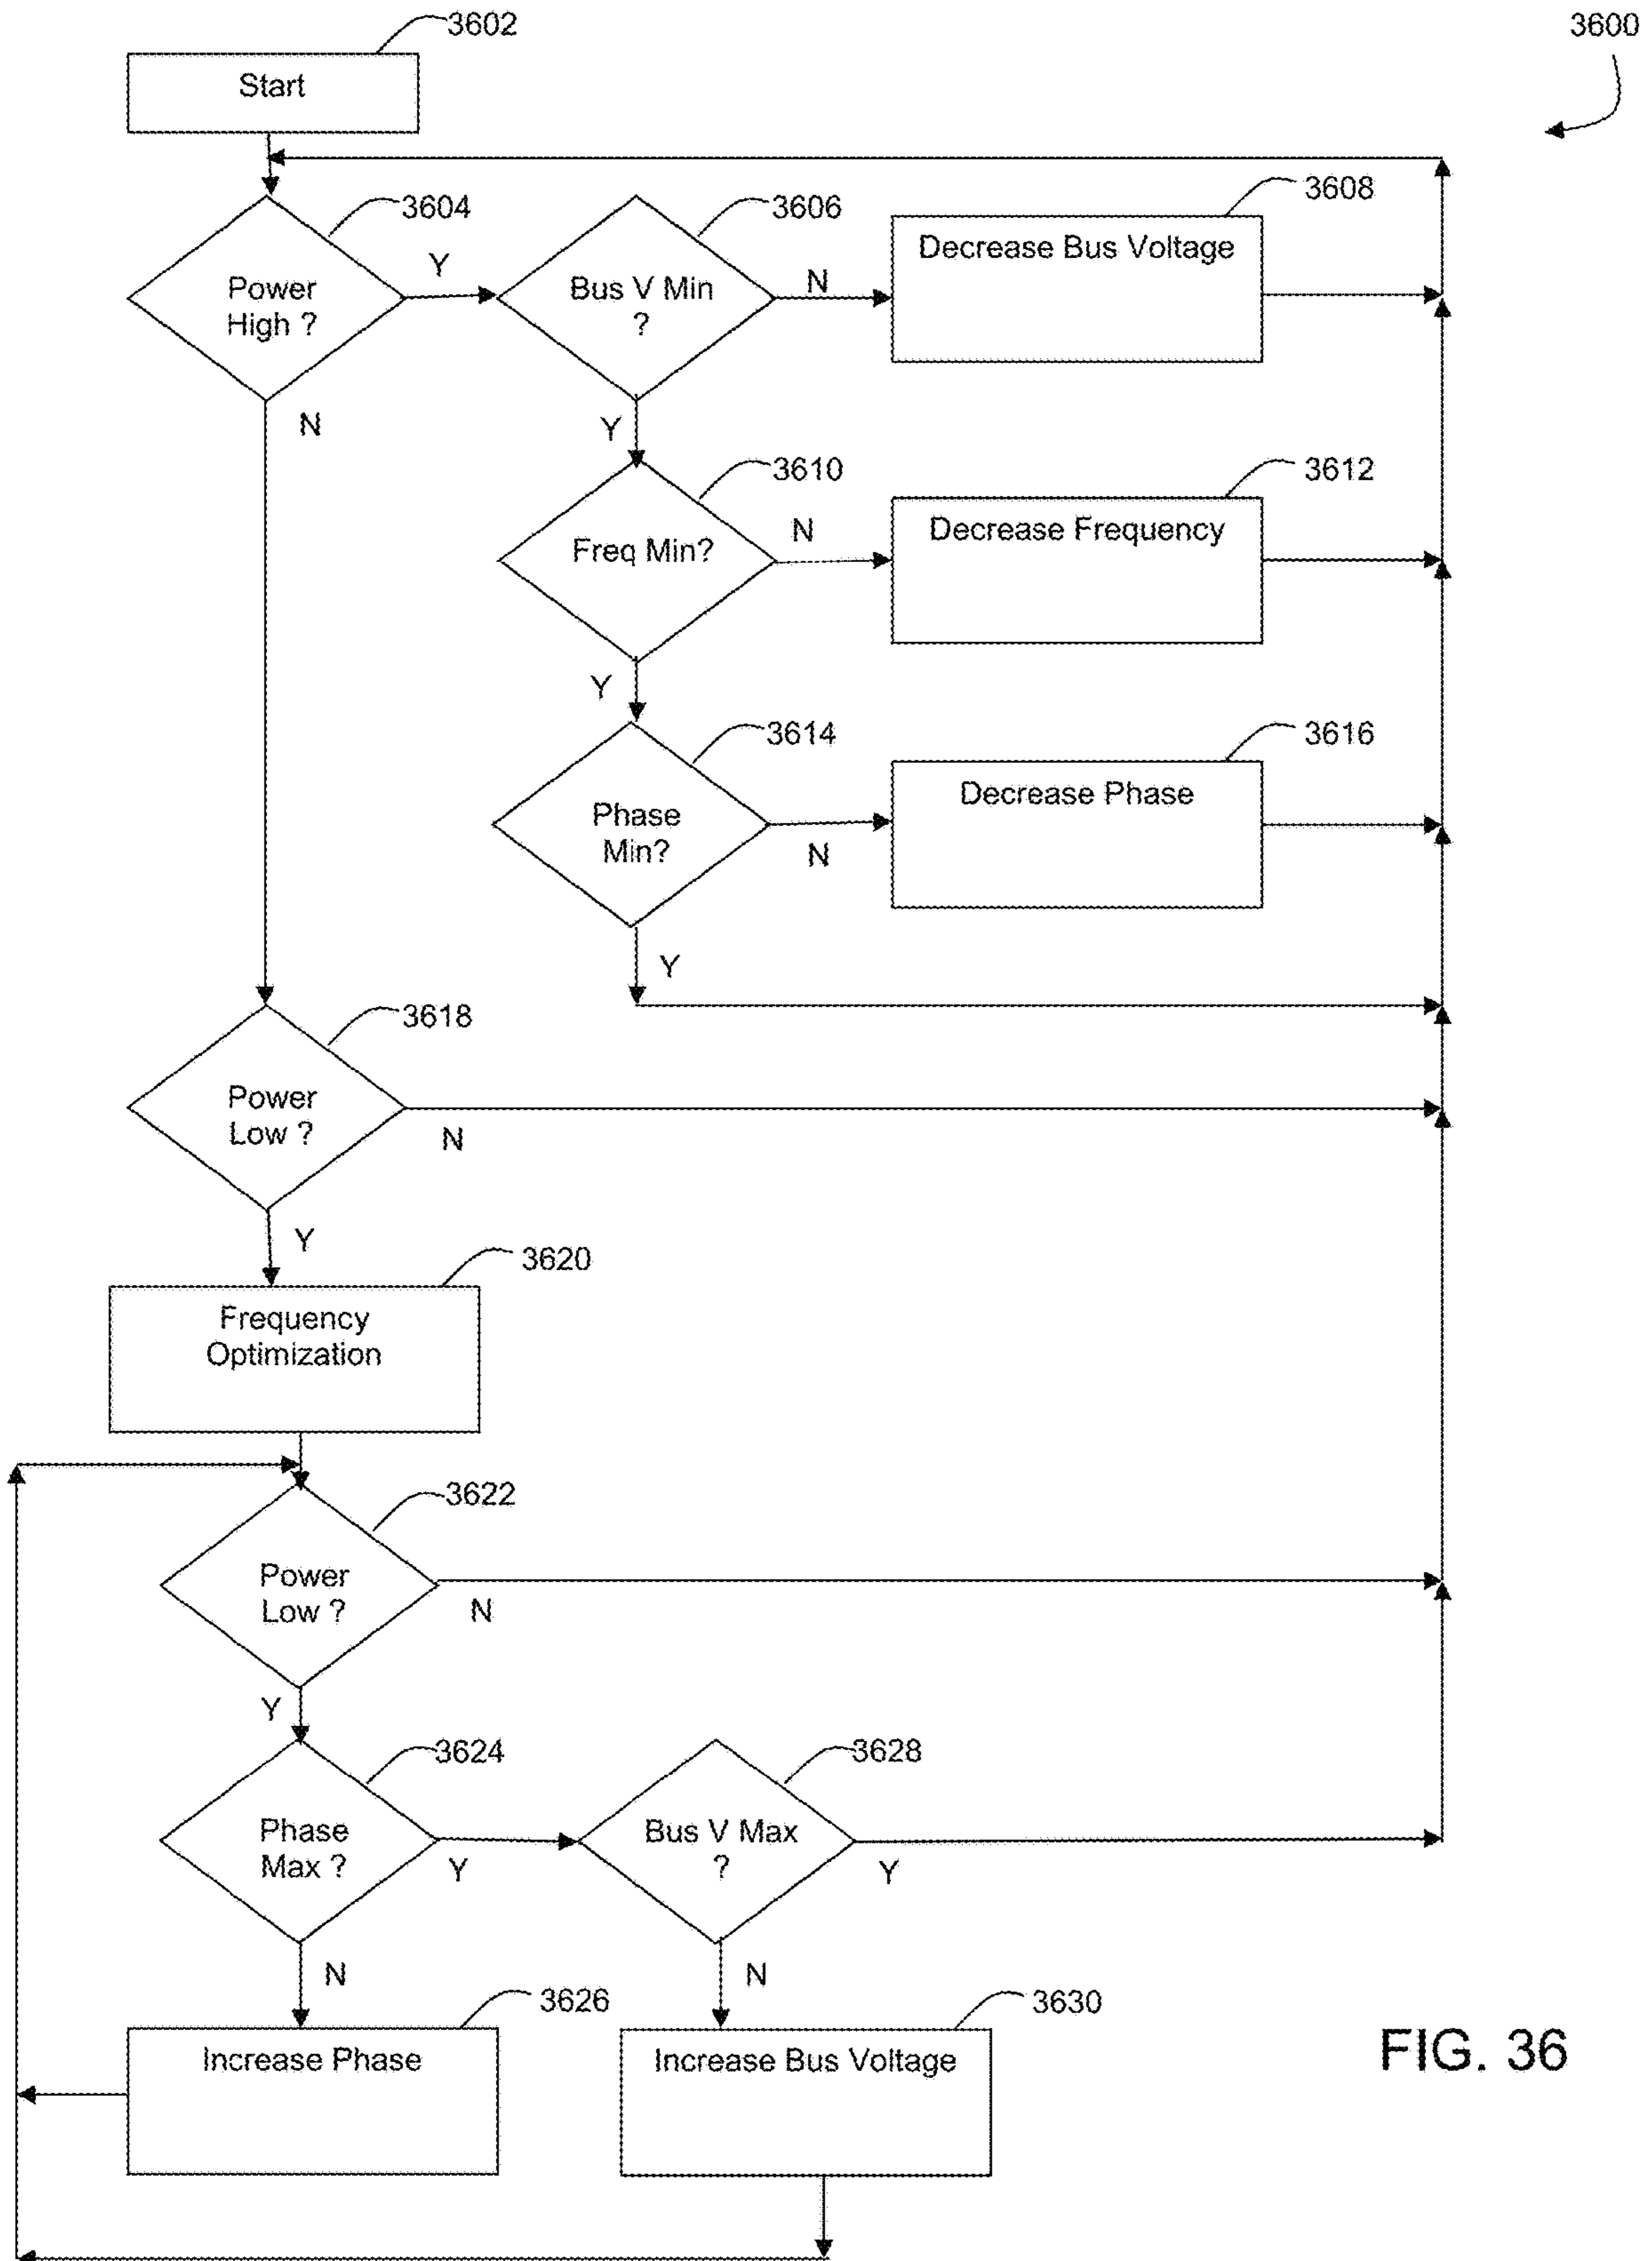 3602
3600
Start
3604
3606
3608
Power
High ?
Y
Bus V Min
?
N
Decrease Bus Voltage
N
Y
3610
3612
Freq Min?
N
Decrease Frequency
Y
3614
3616
Phase
Min?
N
Decrease Phase
Y
3618
Power
Low ?
N
Y
3620
Frequency
Optimization
3622
Power
Low ?
N
Y
3624
3628
Phase
Max ?
Y
Bus V Max
?
Y
N
N
3626
3630
Increase Phase
Increase Bus Voltage
FIG. 36